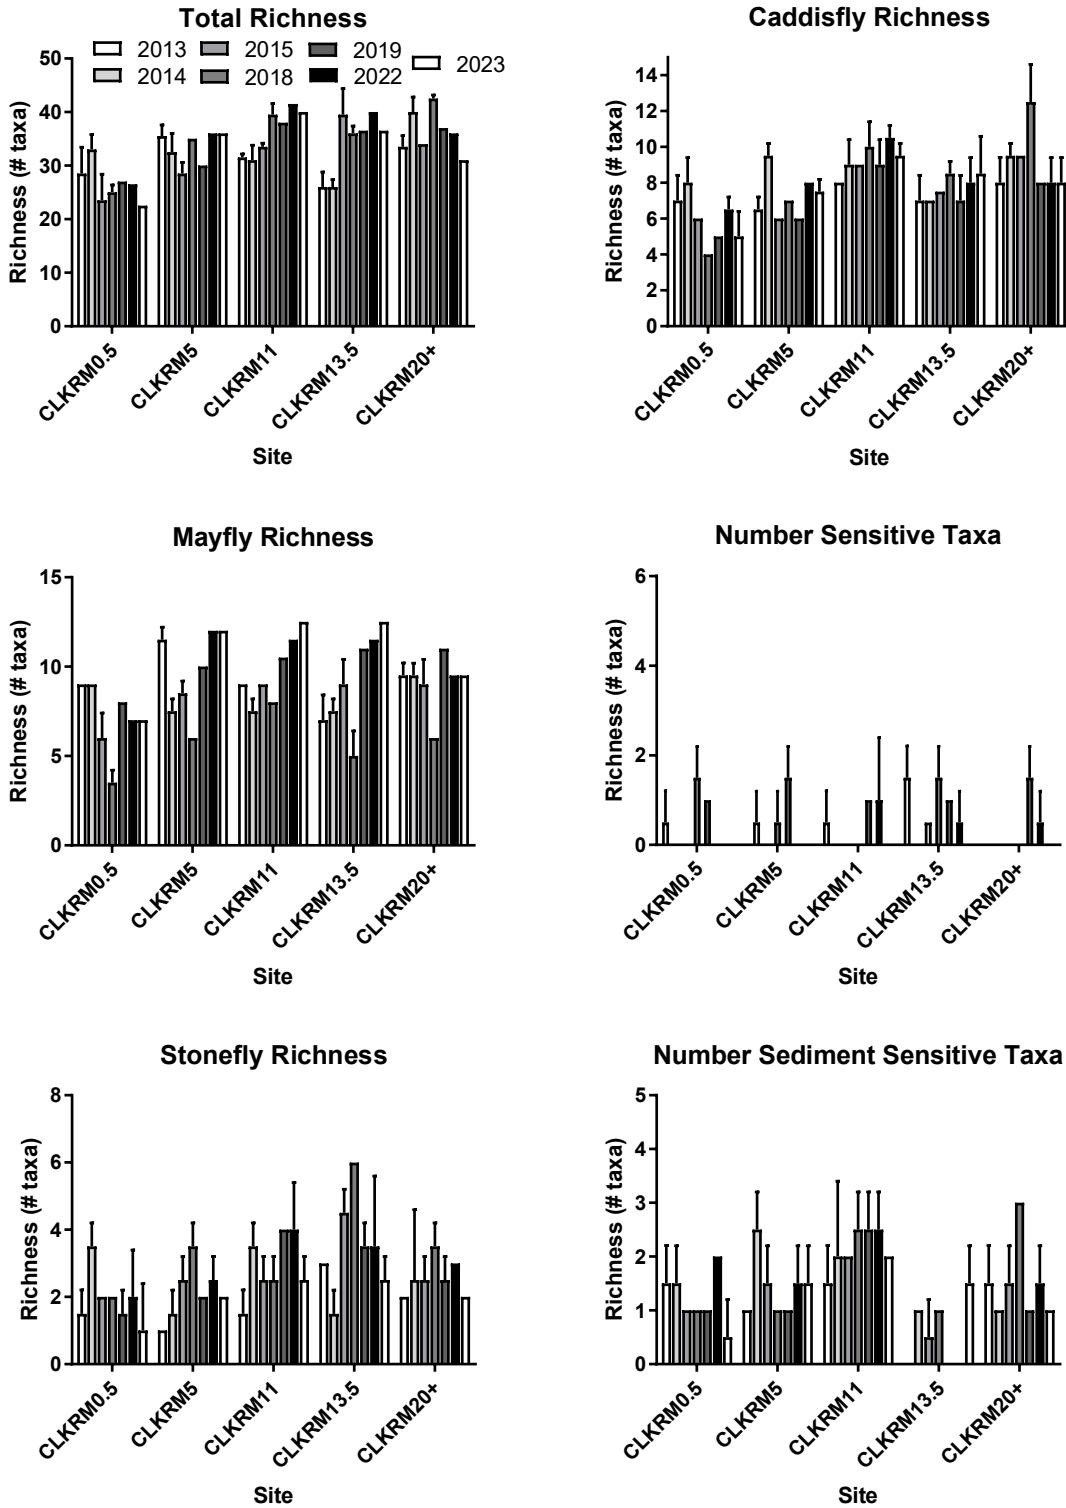 Total Richness
2013
2015
2019
2023
2014
2018
2022
Richness (# taxa)
50
40
30
20
10
0
CLKRM0.5
CLKRM5
CLKRM11
CLKRM13.5
CLKRM20+
Site
Caddisfly Richness
Richness (# taxa)
14
12
10
8
6
4
2
0
CLKRM0.5
CLKRM5
CLKRM11
CLKRM13.5
CLKRM20+
Site
Mayfly Richness
Richness (# taxa)
15
10
5
0
CLKRM0.5
CLKRM5
CLKRM11
CLKRM13.5
CLKRM20+
Site
Number Sensitive Taxa
Richness (# taxa)
6
4
2
0
CLKRM0.5
CLKRM5
CLKRM11
CLKRM13.5
CLKRM20+
Site
Stonefly Richness
Richness (# taxa)
8
6
4
2
0
CLKRM0.5
CLKRM5
CLKRM11
CLKRM13.5
CLKRM20+
Site
Number Sediment Sensitive Taxa
Richness (# taxa)
5
4
3
2
1
0
CLKRM0.5
CLKRM5
CLKRM11
CLKRM13.5
CLKRM20+
Site